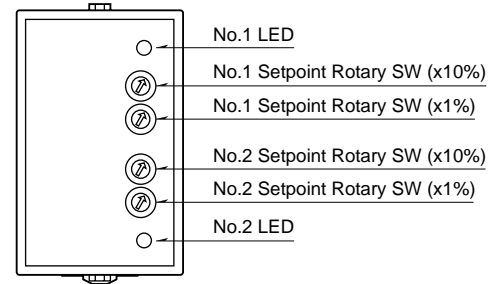 No.1 LED
No.1 Setpoint Rotary SW (x10%)
No.1 Setpoint Rotary SW (x1%)
No.2 Setpoint Rotary SW (x10%)
No.2 Setpoint Rotary SW (x1%)
No.2 LED